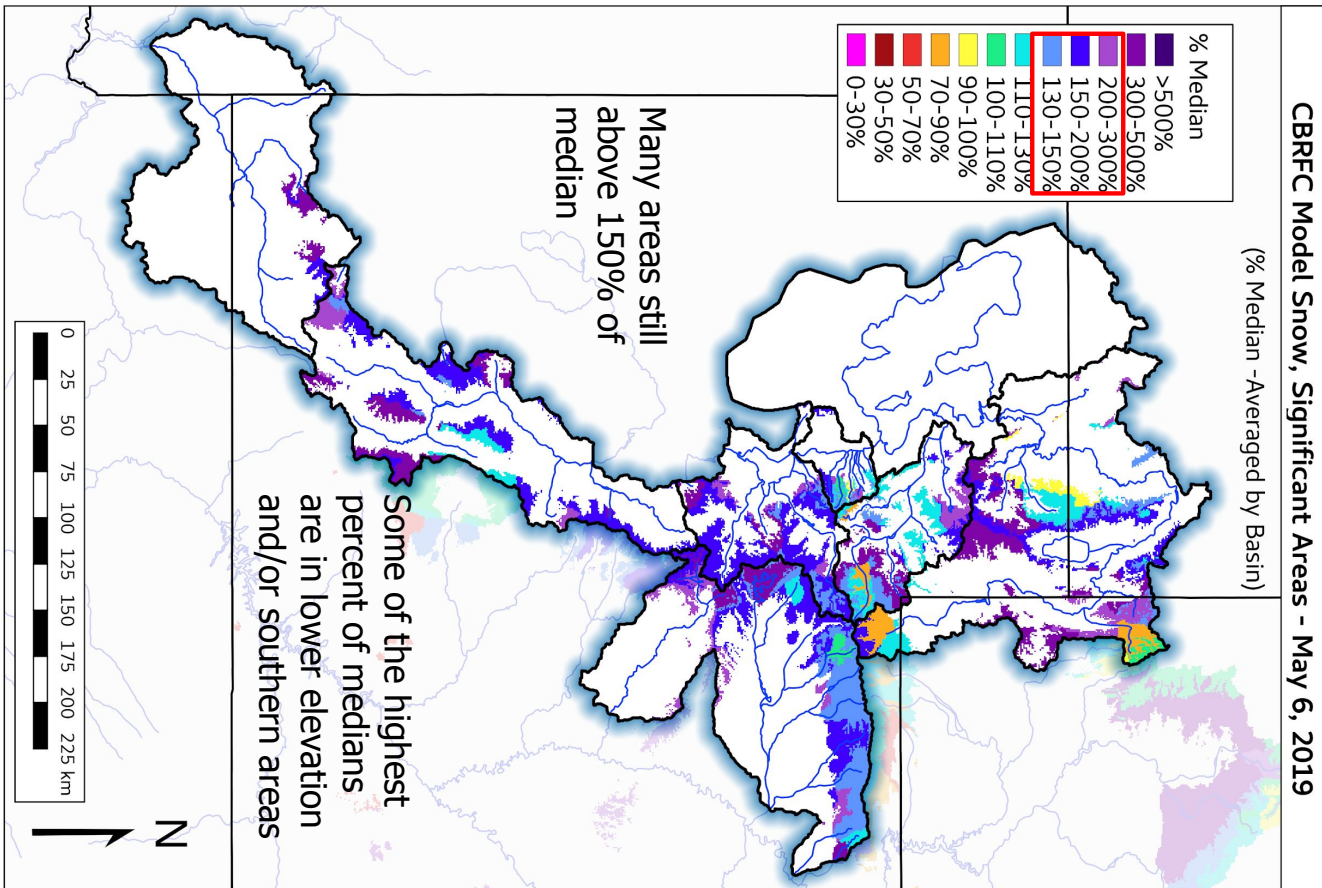 CBRFC Model Snow, Significant Areas - May 6, 2019
(% Median -Averaged by Basin)
% Median
>500%
300-500%
200-300%
150-200%
130-150%
110-130%
100-110%
90-100%
70-90%
50-70%
30-50%
0-30%
Many areas still
above 150% of
median
Some of the highest
percent of medians
are in lower elevation
and/or southern areas
0 25 50 75 100 125 150 175 200 225 km
N